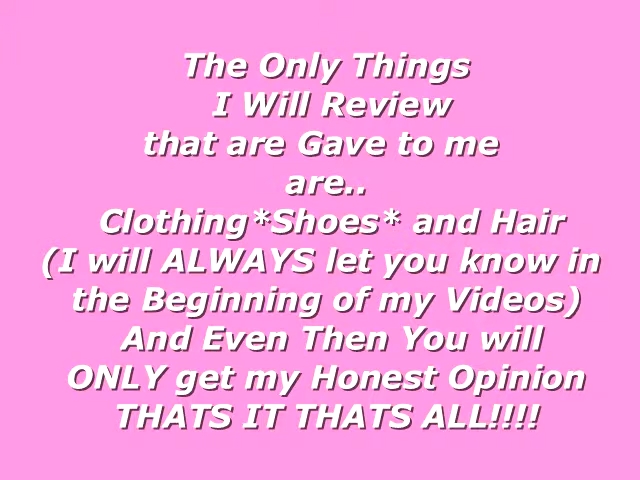 The Only Things
I Will Review
that are Gave to me
are..
Clothing*Shoes* and Hair
(I will ALWAYS let you know in
the Beginning of my Videos)
And Even Then You will
ONLY get my Honest Opinion
THATS IT THATS ALL!!!!